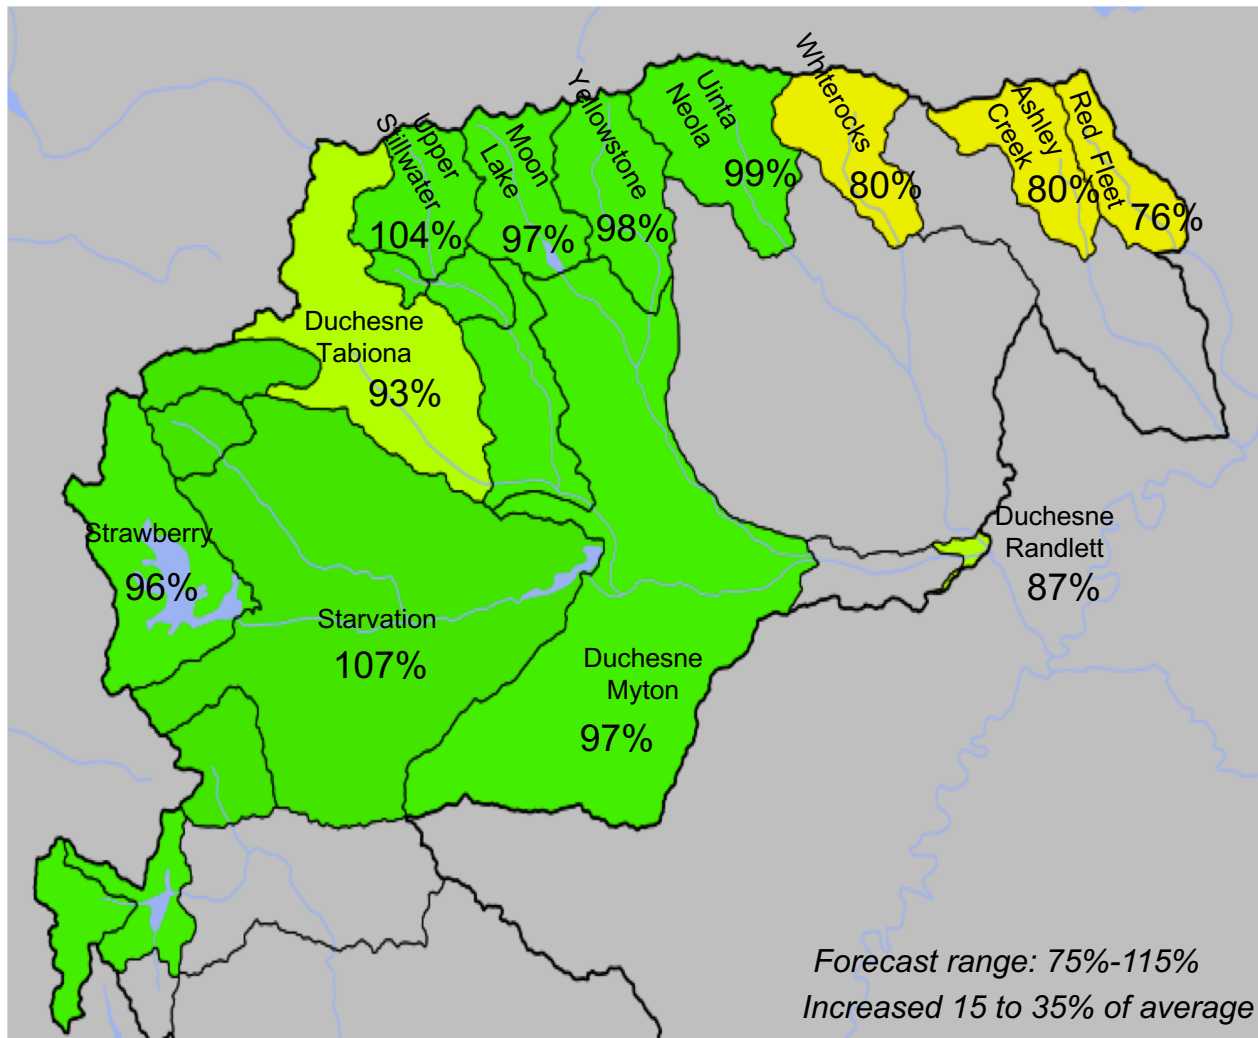 Upper
Stillwater
104%
Moon
Lake
97%
Yellowstone
98%
Uinta
Neola
99%
Whiterocks
80%
Ashley
Creek
80%
Red Fleet
76%
Duchesne
Tabiona
93%
Strawberry
96%
Starvation
107%
Duchesne
Myton
97%
Duchesne
Randlett
87%
Forecast range: 75%-115%
Increased 15 to 35% of average